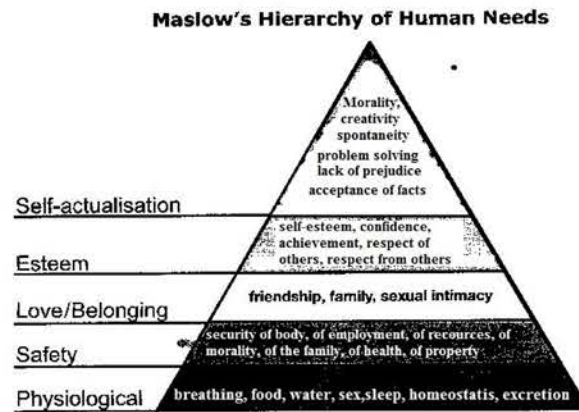 Maslow's Hierarchy of Human Needs
Morality,
creativity
spontaneity
problem solving
lack of prejudice
acceptance of facts
Self-actualisation
self-esteem, confidence,
achievement, respect of
others, respect from others
Esteem
friendship, family, sexual intimacy
Love/Belonging
security of body, of employment, of recources, of
morality, of the family, of health, of property
Safety
breathing, food, water, sex,sleep, homeostatis, excretion
Physiological